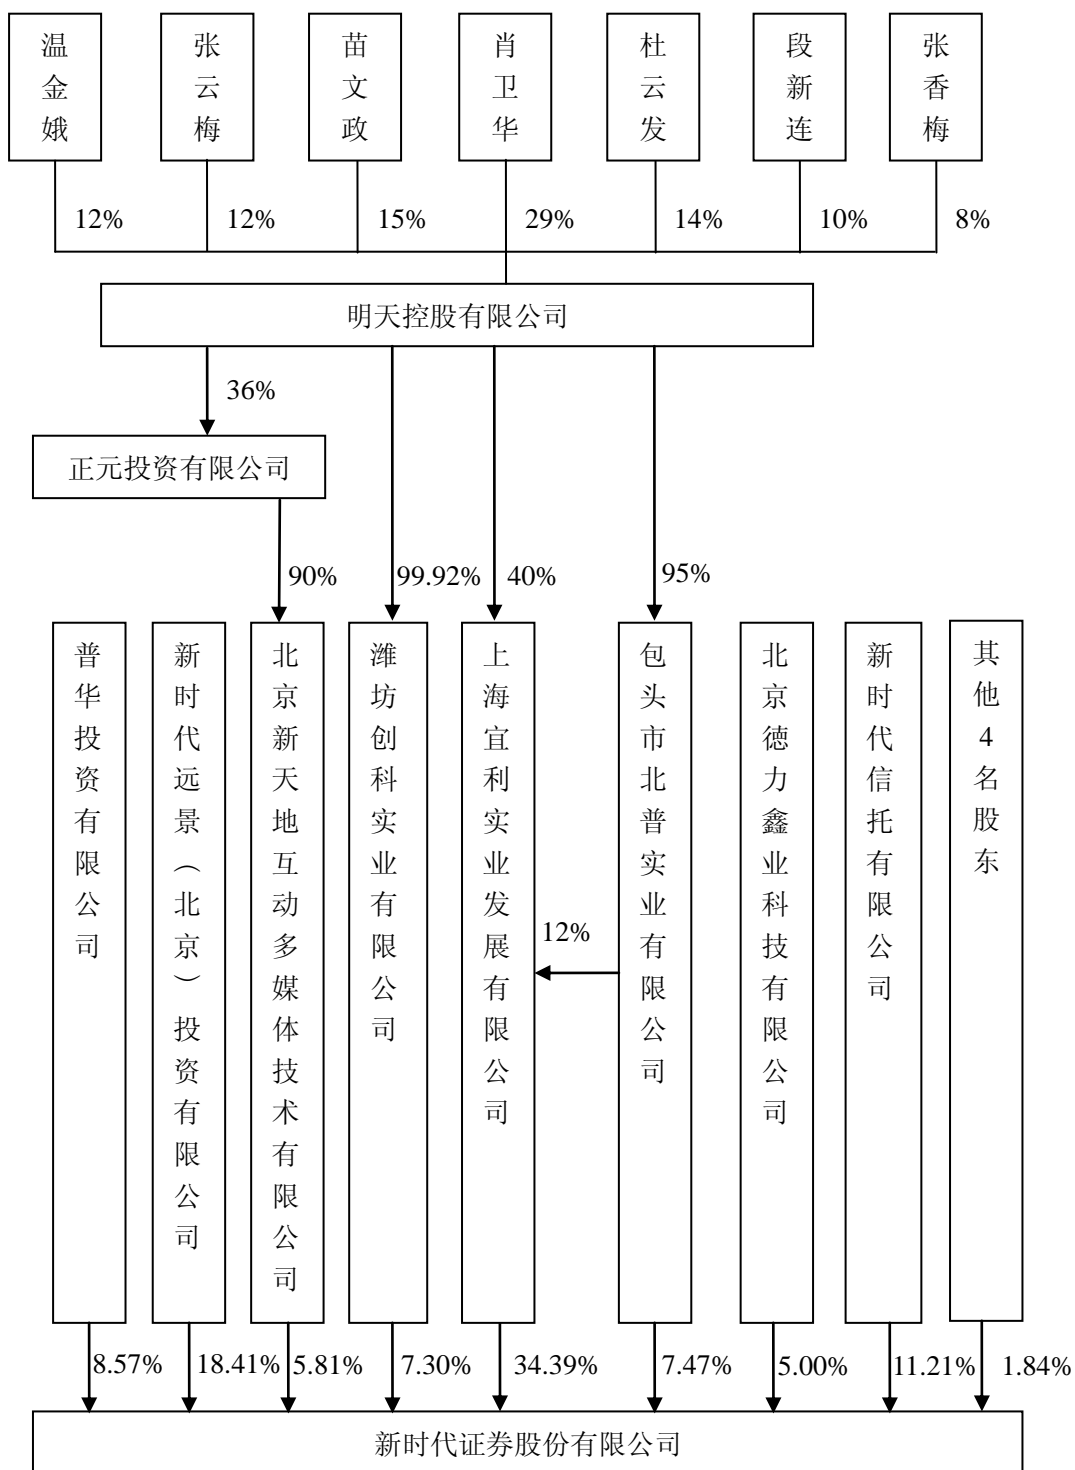 温金娥
张云梅
苗文政
肖卫华
杜云发
段新连
张香梅
12%
12%
15%
29%
14%
10%
8%
明天控股有限公司
36%
正元投资有限公司
90%
99.92%
40%
95%
普华投资有限公司
新时代远景（北京）投资有限公司
北京新天地互动多媒体技术有限公司
潍坊创科实业有限公司
上海宜利实业发展有限公司
12%
包头市北普实业有限公司
北京德力鑫业科技有限公司
新时代信托有限公司
其他4名股东
8.57%
18.41%
5.81%
7.30%
34.39%
7.47%
5.00%
11.21%
1.84%
新时代证券股份有限公司